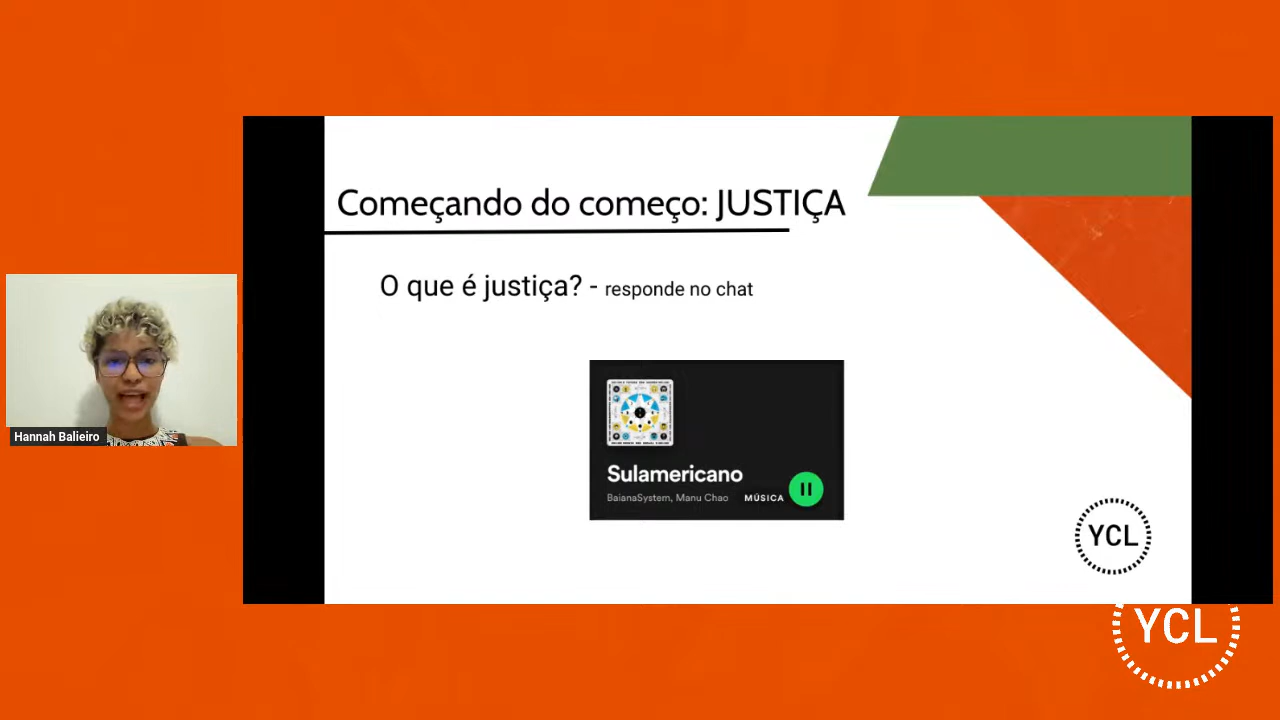 Começando do começo: JUSTIÇA
O que é justiça? - responde no chat
Sulamericano
BaianaSystem, Manu Chao MÚSICA
YCL
Hannah Balieiro
YCL